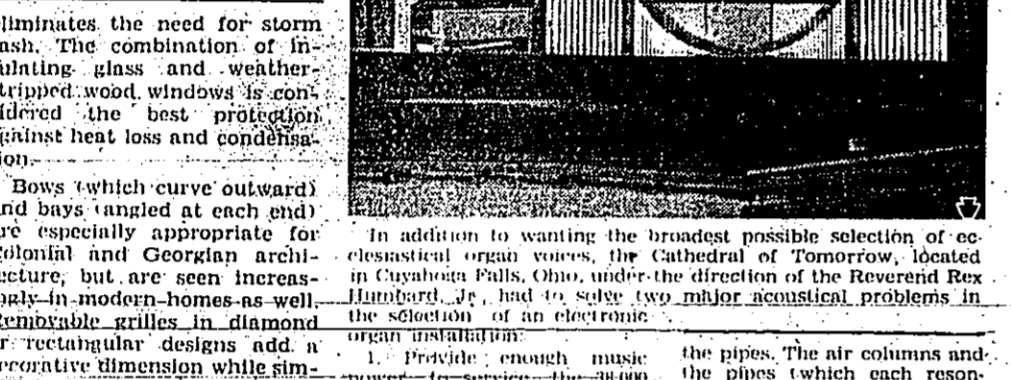 eliminates the need for storm
sash. The combination of in-
sulating glass and weather-
stripped wood windows is con-
sidered the best protection
against heat loss and condensa-
tion.
Bows (which curve outward)
and bays (angled at each end)
are especially appropriate for
Colonial and Georgian archi-
tecture, but are seen increas-
ingly in modern homes as well.
Removable grilles in diamond
or rectangular designs add a
decorative dimension while sim-
In addition to wanting the broadest possible selection of ec-
clesiastical organ voices, the Cathedral of Tomorrow, located
in Cuyahoga Falls, Ohio, under the direction of the Reverend Rex
Humbard, Jr., had to solve two major acoustical problems in
the selection of an electronic
organ installation:
1. Provide enough music
power to service the 38,000
the pipes. The air columns and
the pipes (which each reson-